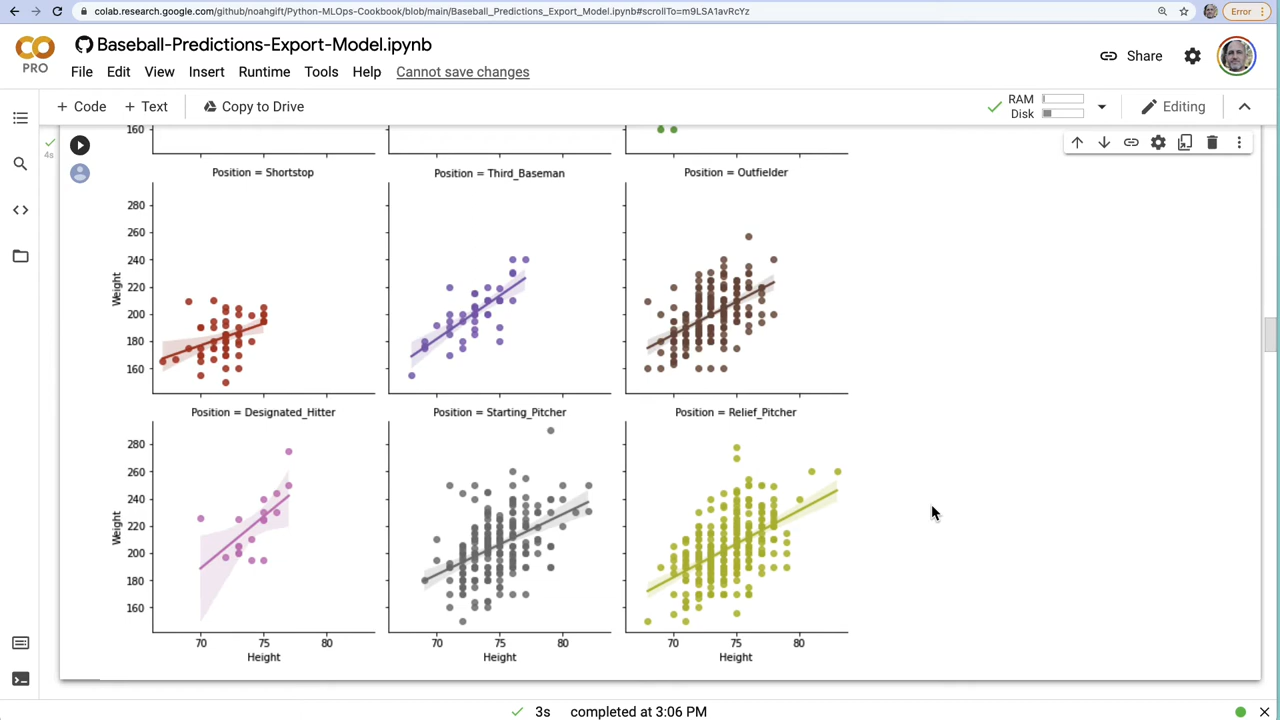 colab.research.google.com/github/noahgift/Python-MLOps-Cookbook/blob/main/Baseball_Predictions_Export_Model.ipynb#scrollTo=m9LSA1avRcYz
Error
Baseball-Predictions-Export-Model.ipynb
PRO
File Edit View Insert Runtime Tools Help Cannot save changes
Share
+ Code + Text Copy to Drive
RAM
Disk
Editing
4s
160
Position = Shortstop Position = Third_Baseman Position = Outfielder
280
260
240
220
200
180
160
Weight
Position = Designated_Hitter Position = Starting_Pitcher Position = Relief_Pitcher
280
260
240
220
200
180
160
Weight
70 75 80 70 75 80 70 75 80
Height Height Height
3s completed at 3:06 PM